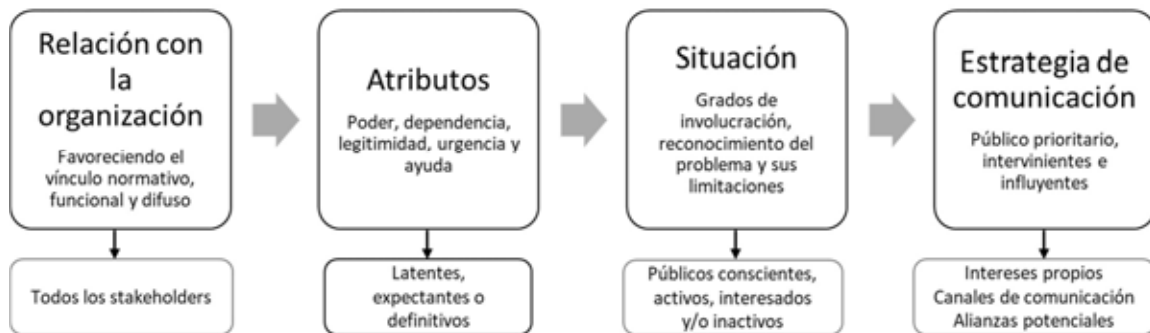 Relación con
la
organización
Favoreciendo el
vínculo normativo,
funcional y difuso
Todos los stakeholders
Atributos
Poder, dependencia,
legitimidad, urgencia y
ayuda
Latentes,
expectantes o
definitivos
Situación
Grados de
involucración,
reconocimiento del
problema y sus
limitaciones
Públicos conscientes,
activos, interesados
y/o inactivos
Estrategia de
comunicación
Público prioritario,
intervinientes e
influyentes
Intereses propios
Canales de comunicación
Alianzas potenciales